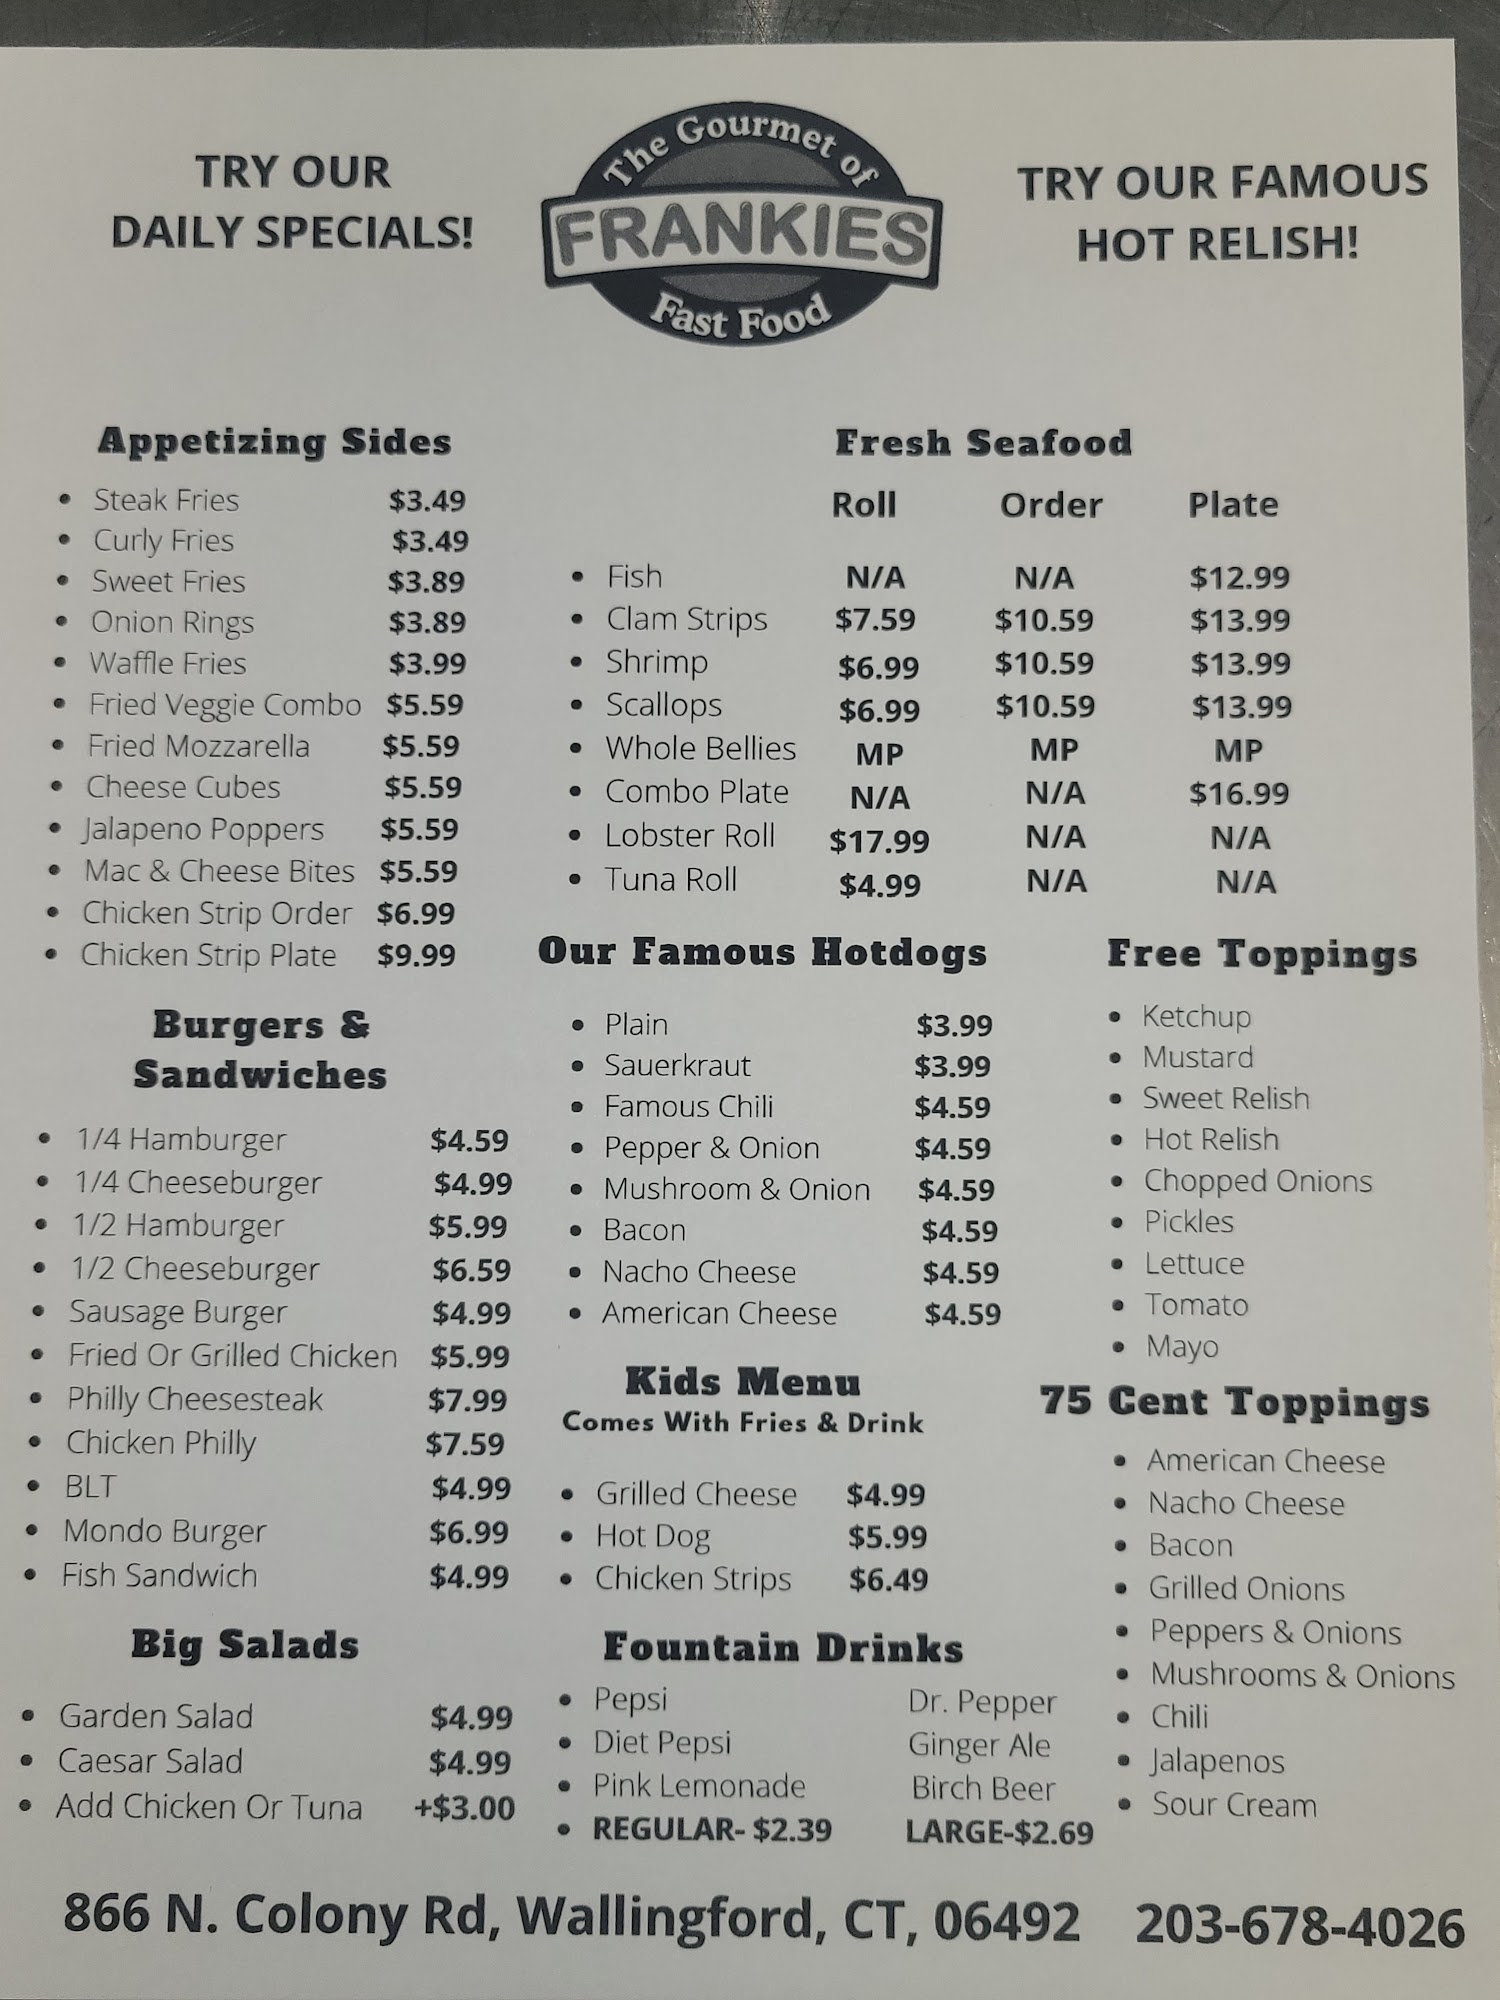 TRY OUR
DAILY SPECIALS!
The Gourmet of
FRANKIES
Fast Food
TRY OUR FAMOUS
HOT RELISH!
Appetizing Sides
• Steak Fries $3.49
• Curly Fries $3.49
• Sweet Fries $3.89
• Onion Rings $3.89
• Waffle Fries $3.99
• Fried Veggie Combo $5.59
• Fried Mozzarella $5.59
• Cheese Cubes $5.59
• Jalapeno Poppers $5.59
• Mac & Cheese Bites $5.59
• Chicken Strip Order $6.99
• Chicken Strip Plate $9.99
Fresh Seafood
Roll Order Plate
• Fish N/A N/A $12.99
• Clam Strips $7.59 $10.59 $13.99
• Shrimp $6.99 $10.59 $13.99
• Scallops $6.99 $10.59 $13.99
• Whole Bellies MP MP MP
• Combo Plate N/A N/A $16.99
• Lobster Roll $17.99 N/A N/A
• Tuna Roll $4.99 N/A N/A
Burgers &
Sandwiches
• 1/4 Hamburger $4.59
• 1/4 Cheeseburger $4.99
• 1/2 Hamburger $5.99
• 1/2 Cheeseburger $6.59
• Sausage Burger $4.99
• Fried Or Grilled Chicken $5.99
• Philly Cheesesteak $7.99
• Chicken Philly $7.59
• BLT $4.99
• Mondo Burger $6.99
• Fish Sandwich $4.99
Big Salads
• Garden Salad $4.99
• Caesar Salad $4.99
• Add Chicken Or Tuna +$3.00
Our Famous Hotdogs
• Plain $3.99
• Sauerkraut $3.99
• Famous Chili $4.59
• Pepper & Onion $4.59
• Mushroom & Onion $4.59
• Bacon $4.59
• Nacho Cheese $4.59
• American Cheese $4.59
Kids Menu
Comes With Fries & Drink
• Grilled Cheese $4.99
• Hot Dog $5.99
• Chicken Strips $6.49
Fountain Drinks
• Pepsi Dr. Pepper
• Diet Pepsi Ginger Ale
• Pink Lemonade Birch Beer
• REGULAR- $2.39 LARGE-$2.69
Free Toppings
• Ketchup
• Mustard
• Sweet Relish
• Hot Relish
• Chopped Onions
• Pickles
• Lettuce
• Tomato
• Mayo
75 Cent Toppings
• American Cheese
• Nacho Cheese
• Bacon
• Grilled Onions
• Peppers & Onions
• Mushrooms & Onions
• Chili
• Jalapenos
• Sour Cream
866 N. Colony Rd, Wallingford, CT, 06492 203-678-4026